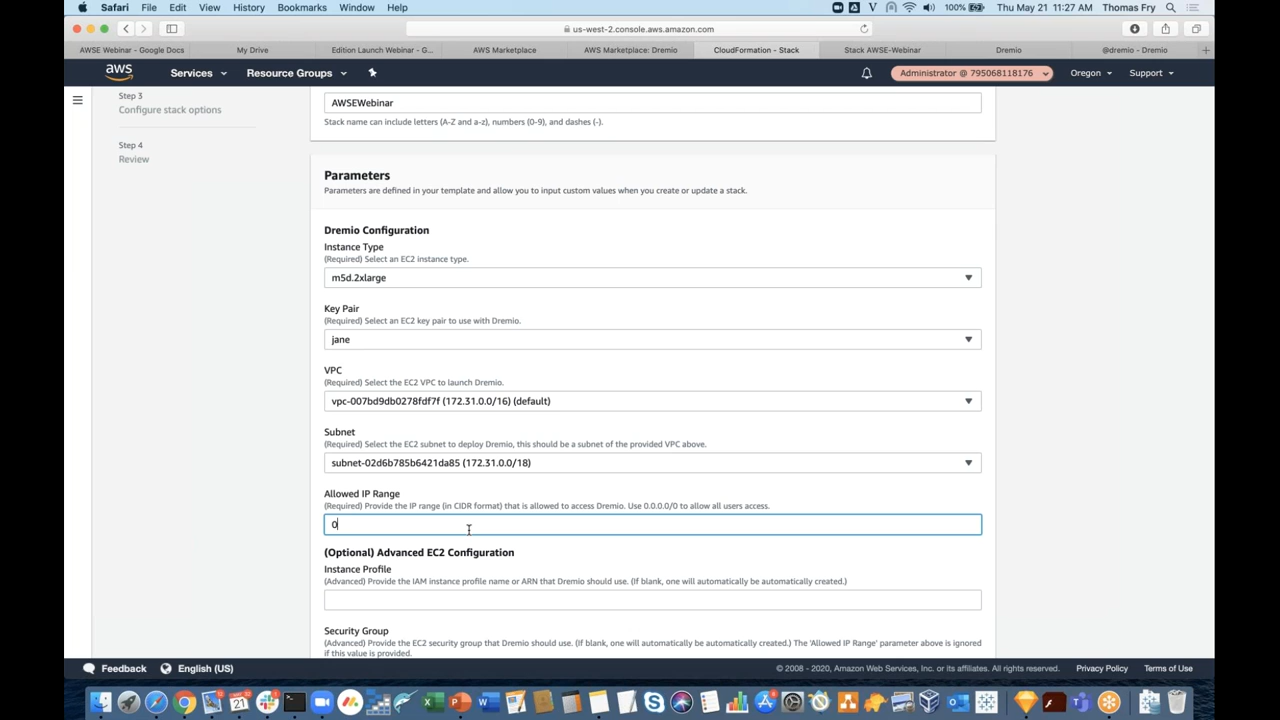 Safari File Edit View History Bookmarks Window Help 100% Thu May 21 11:27 AM Thomas Fry
us-west-2.console.aws.amazon.com
AWSE Webinar - Google Docs My Drive Edition Launch Webinar - G... AWS Marketplace AWS Marketplace: Dremio CloudFormation - Stack Stack AWSE-Webinar Dremio @dremio - Dremio
aws Services Resource Groups Administrator @ 795068118176 Oregon Support
Step 3
Configure stack options
Step 4
Review
AWSEWebinar
Stack name can include letters (A-Z and a-z), numbers (0-9), and dashes (-).
Parameters
Parameters are defined in your template and allow you to input custom values when you create or update a stack.
Dremio Configuration
Instance Type
(Required) Select an EC2 instance type.
m5d.2xlarge
Key Pair
(Required) Select an EC2 key pair to use with Dremio.
jane
VPC
(Required) Select the EC2 VPC to launch Dremio.
vpc-007bd9db0278fdf7f (172.31.0.0/16) (default)
Subnet
(Required) Select the EC2 subnet to deploy Dremio, this should be a subnet of the provided VPC above.
subnet-02d6b785b6421da85 (172.31.0.0/18)
Allowed IP Range
(Required) Provide the IP range (in CIDR format) that is allowed to access Dremio. Use 0.0.0.0/0 to allow all users access.
0
(Optional) Advanced EC2 Configuration
Instance Profile
(Advanced) Provide the IAM instance profile name or ARN that Dremio should use. (If blank, one will automatically be automatically created.)
Security Group
(Advanced) Provide the EC2 security group that Dremio should use. (If blank, one will automatically be automatically created.) The 'Allowed IP Range' parameter above is ignored
if this value is provided.
Feedback English (US) © 2008 - 2020, Amazon Web Services, Inc. or its affiliates. All rights reserved. Privacy Policy Terms of Use